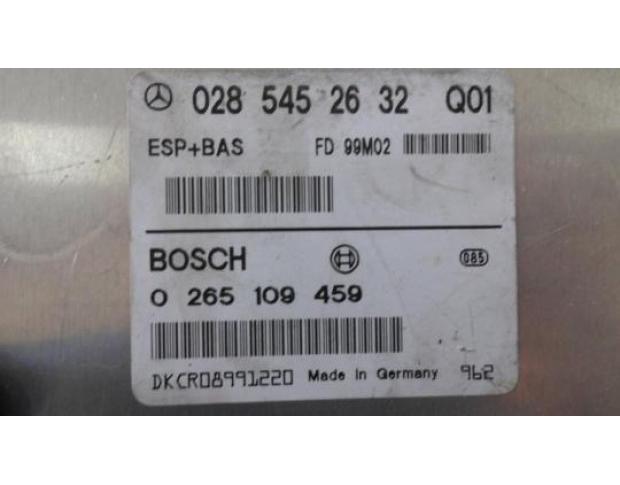 028 545 26 32 Q01
ESP+BAS FD 99M02
BOSCH 085
0 265 109 459
DKCR08991220 Made in Germany 962